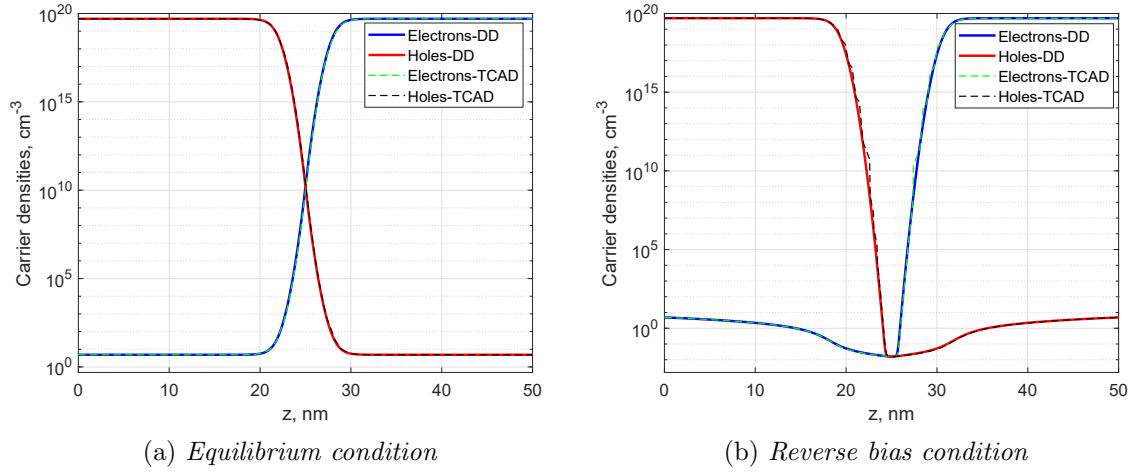 10^20
10^15
10^10
10^5
10^0
Carrier densities, cm^-3
Electrons-DD
Holes-DD
Electrons-TCAD
Holes-TCAD
0 10 20 30 40 50
z, nm
(a) Equilibrium condition
10^20
10^15
10^10
10^5
10^0
Carrier densities, cm^-3
Electrons-DD
Holes-DD
Electrons-TCAD
Holes-TCAD
0 10 20 30 40 50
z, nm
(b) Reverse bias condition